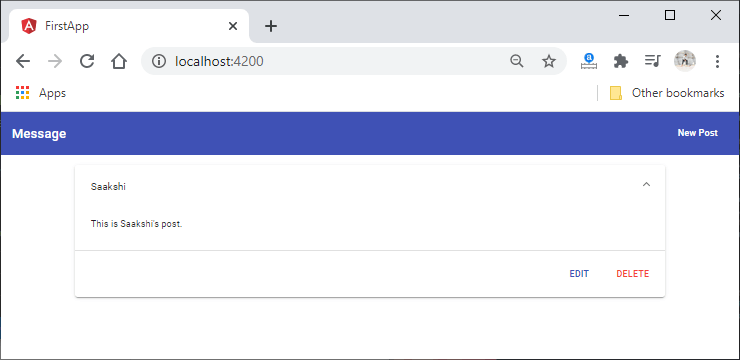 FirstApp
localhost:4200
Apps
Other bookmarks
Message
New Post
Saakshi
This is Saakshi's post.
EDIT
DELETE